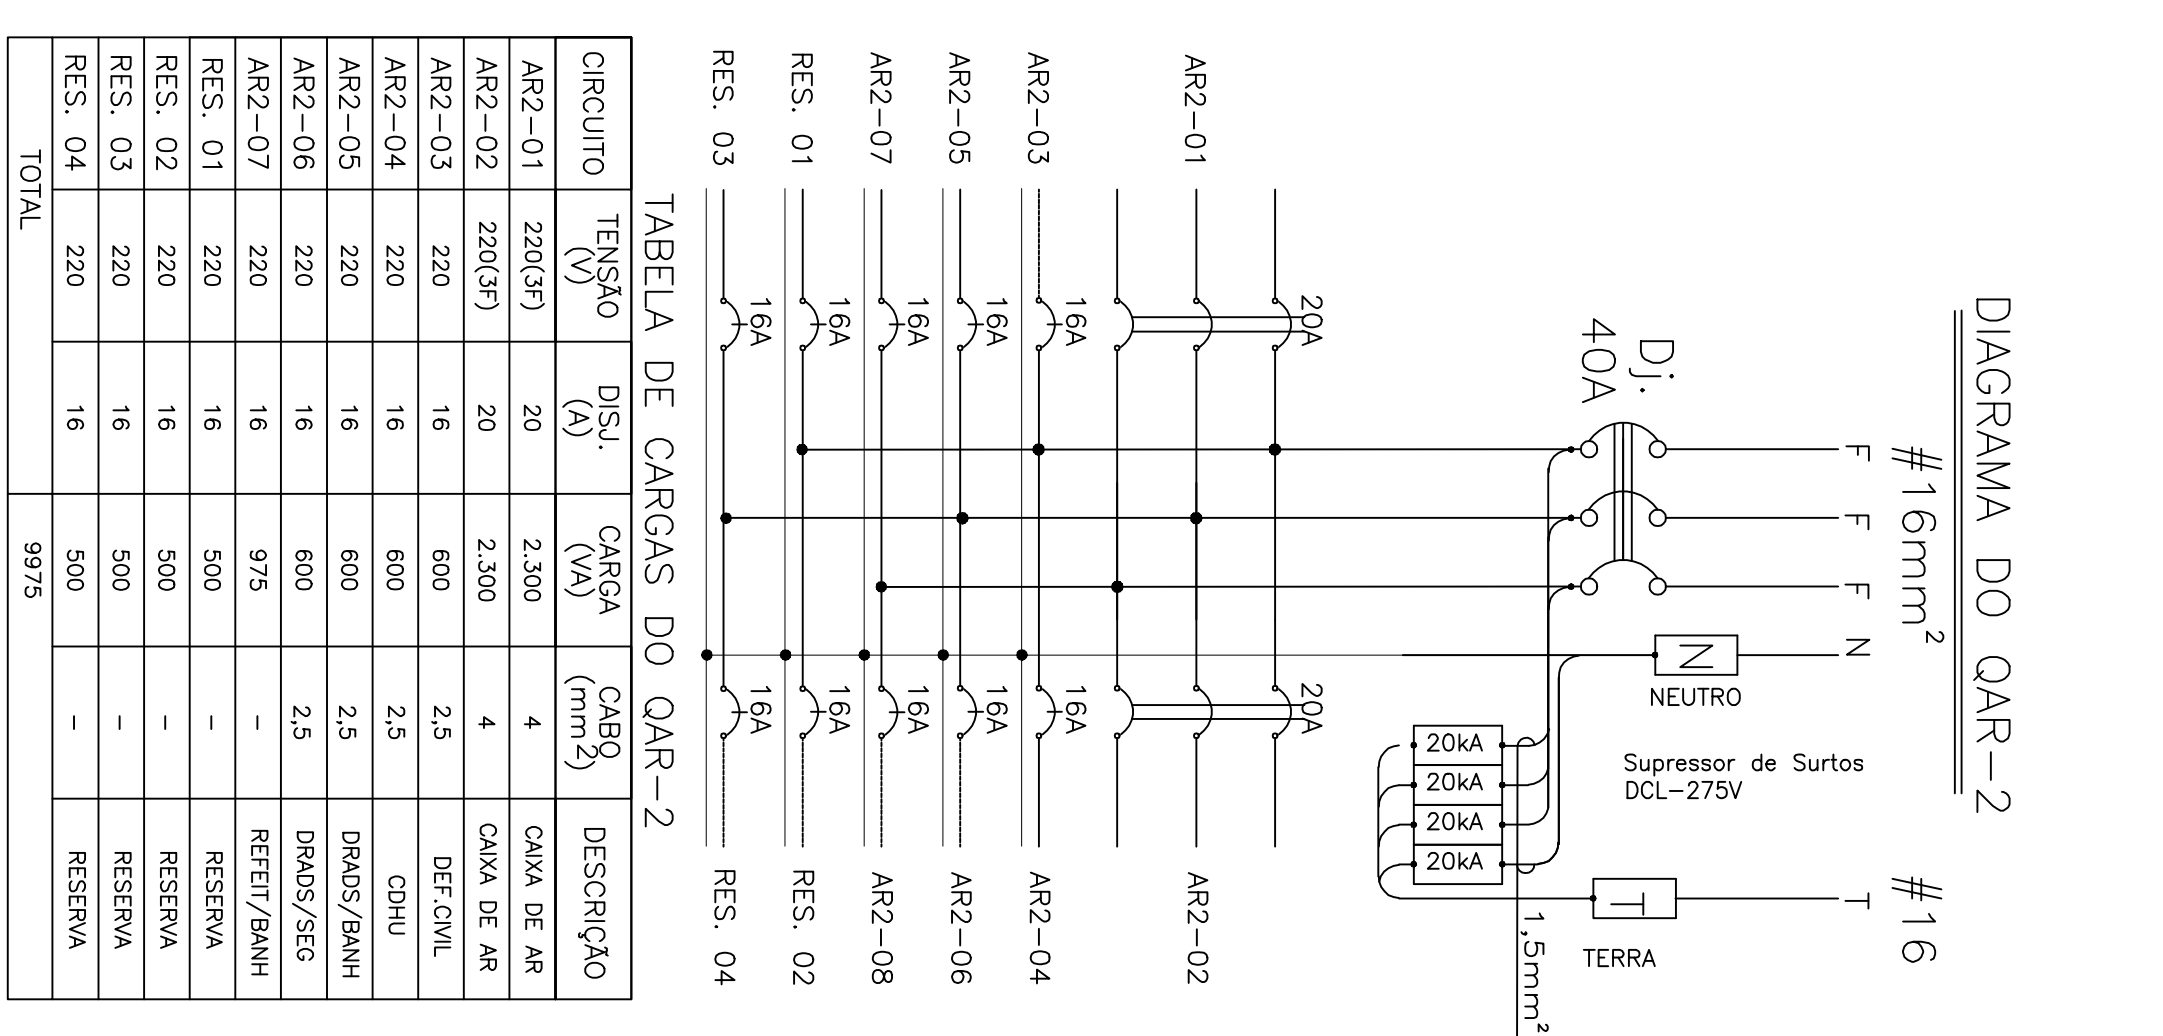 DIAGRAMA DO QAR-2
#16mm²
#16
F
F
F
N
T
Dj.
40A
N
NEUTRO
Supressor de Surtos
DCL-275V
T
TERRA
20kA
20kA
20kA
20kA
1,5mm²
20A
20A
AR2-01
AR2-02
16A
16A
AR2-03
AR2-04
16A
16A
AR2-05
AR2-06
16A
16A
AR2-07
AR2-08
16A
16A
RES. 01
RES. 02
16A
16A
RES. 03
RES. 04
TABELA DE CARGAS DO QAR-2
CIRCUITO TENSÃO (V) DISJ. (A) CARGA (VA) CABO (mm2) DESCRIÇÃO
AR2-01 220(3F) 20 2.300 4 CAIXA DE AR
AR2-02 220(3F) 20 2.300 4 CAIXA DE AR
AR2-03 220 16 600 2,5 DEF.CIVIL
AR2-04 220 16 600 2,5 CDHU
AR2-05 220 16 600 2,5 DRADS/BANH
AR2-06 220 16 600 2,5 DRADS/SEG
AR2-07 220 16 975 - REFEIT/BANH
RES. 01 220 16 500 - RESERVA
RES. 02 220 16 500 - RESERVA
RES. 03 220 16 500 - RESERVA
RES. 04 220 16 500 - RESERVA
TOTAL 9975